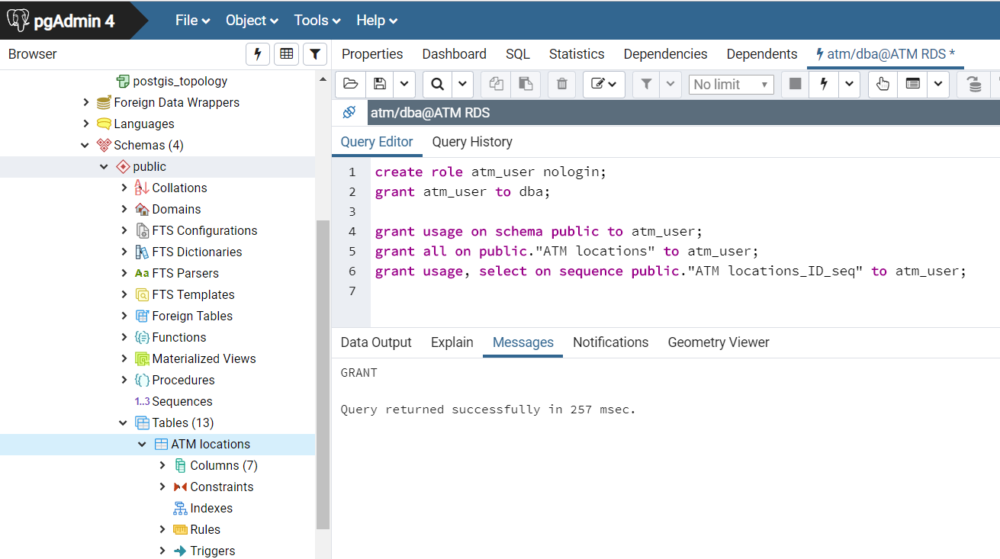 pgAdmin 4
File Object Tools Help
Browser
Properties Dashboard SQL Statistics Dependencies Dependents atm/dba@ATM RDS *
No limit
atm/dba@ATM RDS
Query Editor Query History
postgis_topology
Foreign Data Wrappers
Languages
Schemas (4)
public
Collations
Domains
FTS Configurations
FTS Dictionaries
Aa FTS Parsers
FTS Templates
Foreign Tables
Functions
Materialized Views
Procedures
1..3 Sequences
Tables (13)
ATM locations
Columns (7)
Constraints
Indexes
Rules
Triggers
1 create role atm_user nologin;
2 grant atm_user to dba;
3
4 grant usage on schema public to atm_user;
5 grant all on public."ATM locations" to atm_user;
6 grant usage, select on sequence public."ATM locations_ID_seq" to atm_user;
7
Data Output Explain Messages Notifications Geometry Viewer
GRANT
Query returned successfully in 257 msec.